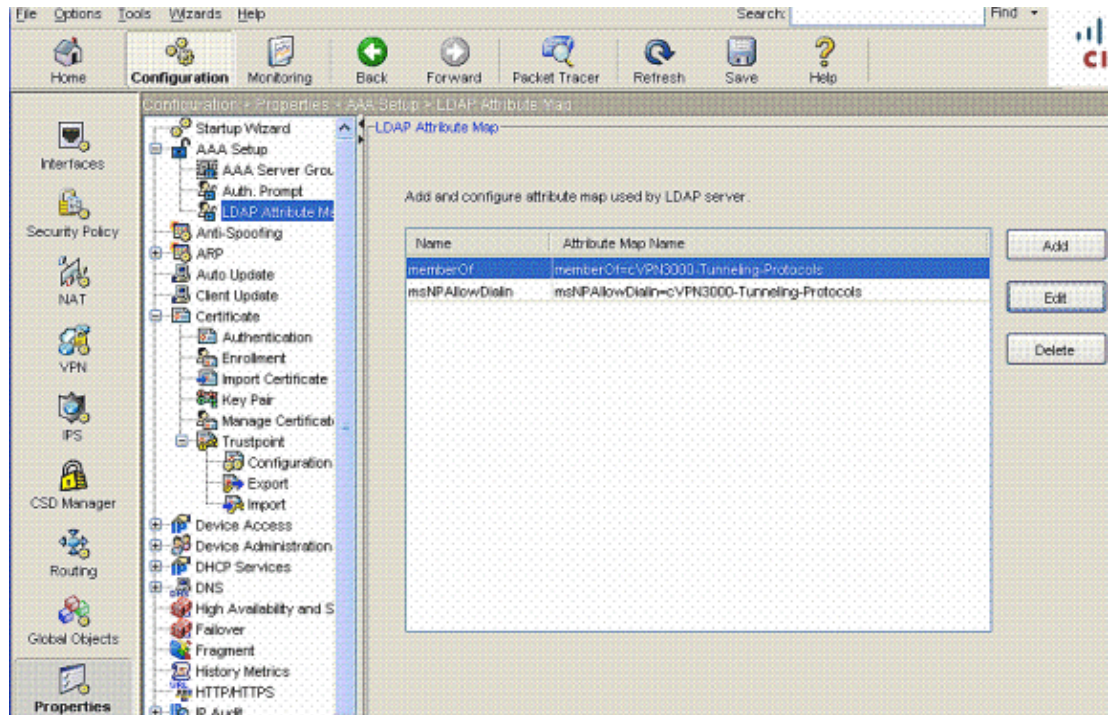 File Options Tools Wizards Help Search: Find
Home Configuration Monitoring Back Forward Packet Tracer Refresh Save Help
CI
Configuration > Properties > AAA Setup > LDAP Attribute Map
Interfaces
Security Policy
NAT
VPN
IPS
CSD Manager
Routing
Global Objects
Properties
Startup Wizard
AAA Setup
AAA Server Grou
Auth. Prompt
LDAP Attribute Ma
Anti-Spoofing
ARP
Auto Update
Client Update
Certificate
Authentication
Enrollment
Import Certificate
Key Pair
Manage Certificat
Trustpoint
Configuration
Export
Import
Device Access
Device Administration
DHCP Services
DNS
High Availability and S
Failover
Fragment
History Metrics
HTTP/HTTPS
IP Audit
LDAP Attribute Map
Add and configure attribute map used by LDAP server.
Name Attribute Map Name
memberOf memberOf=cVPN3000-Tunneling-Protocols
msNPAllowDialin msNPAllowDialin=cVPN3000-Tunneling-Protocols
Add
Edit
Delete